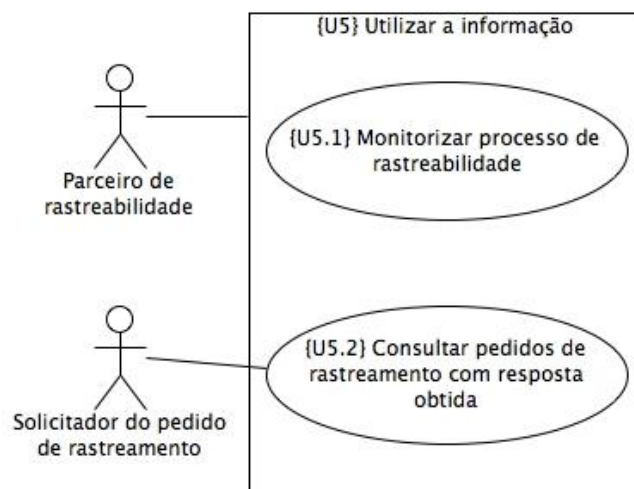 {U5} Utilizar a informação
{U5.1} Monitorizar processo de
rastreabilidade
Parceiro de
rastreabilidade
{U5.2} Consultar pedidos de
rastreamento com resposta
obtida
Solicitador do pedido
de rastreamento